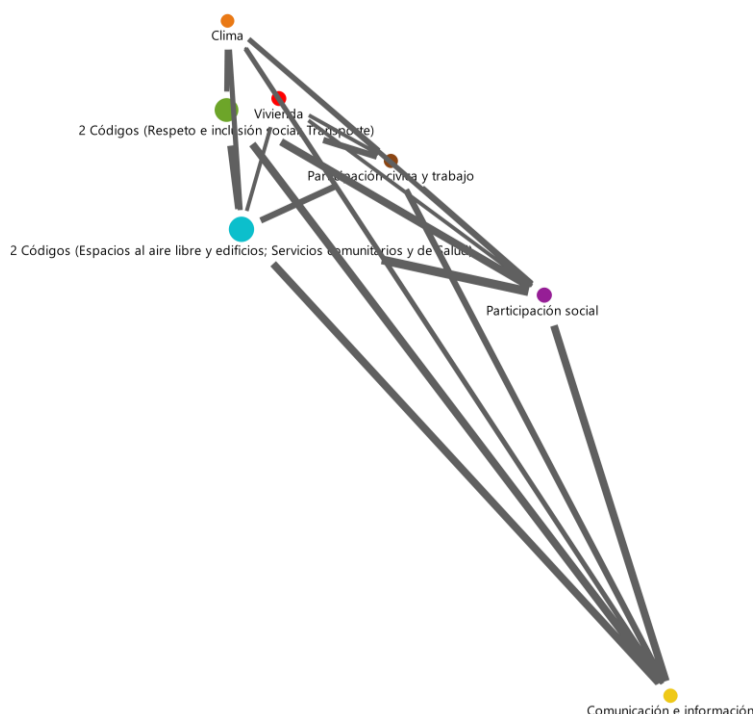 Clima
Vivienda
2 Códigos (Respeto e inclusión social; Transporte)
Participación cívica y trabajo
2 Códigos (Espacios al aire libre y edificios; Servicios comunitarios y de Salud)
Participación social
Comunicación e información